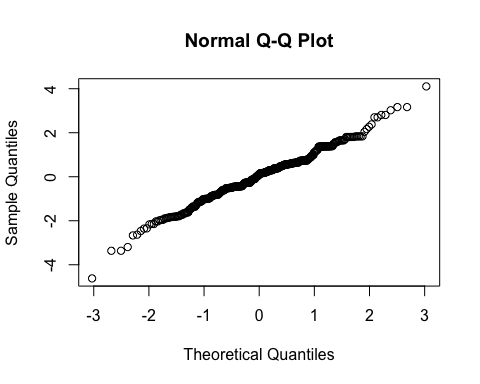 Normal Q-Q Plot
Sample Quantiles
4
2
0
-2
-4
-3 -2 -1 0 1 2 3
Theoretical Quantiles